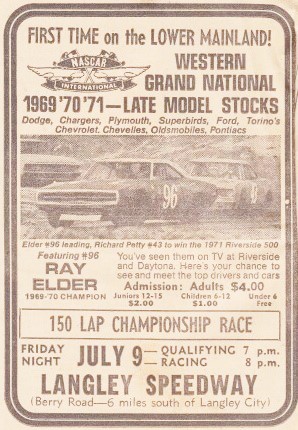 FIRST TIME on the LOWER MAINLAND!
NASCAR
INTERNATIONAL
WESTERN
GRAND NATIONAL
1969 '70 '71—LATE MODEL STOCKS
Dodge, Chargers, Plymouth, Superbirds, Ford, Torino's
Chevrolet, Chevelles, Oldsmobiles, Pontiacs
96
Elder #96 leading, Richard Petty #43 to win the 1971 Riverside 500
Featuring #96
RAY
ELDER
1969-70 CHAMPION
You've seen them on TV at Riverside
and Daytona. Here's your chance to
see and meet the top drivers and cars
Admission: Adults $4.00
Juniors 12-15 Children 6-12 Under 6
$2.00 $1.00 Free
150 LAP CHAMPIONSHIP RACE
FRIDAY NIGHT
JULY 9—
QUALIFYING 7 p.m.
RACING 8 p.m.
LANGLEY SPEEDWAY
(Berry Road—6 miles south of Langley City)